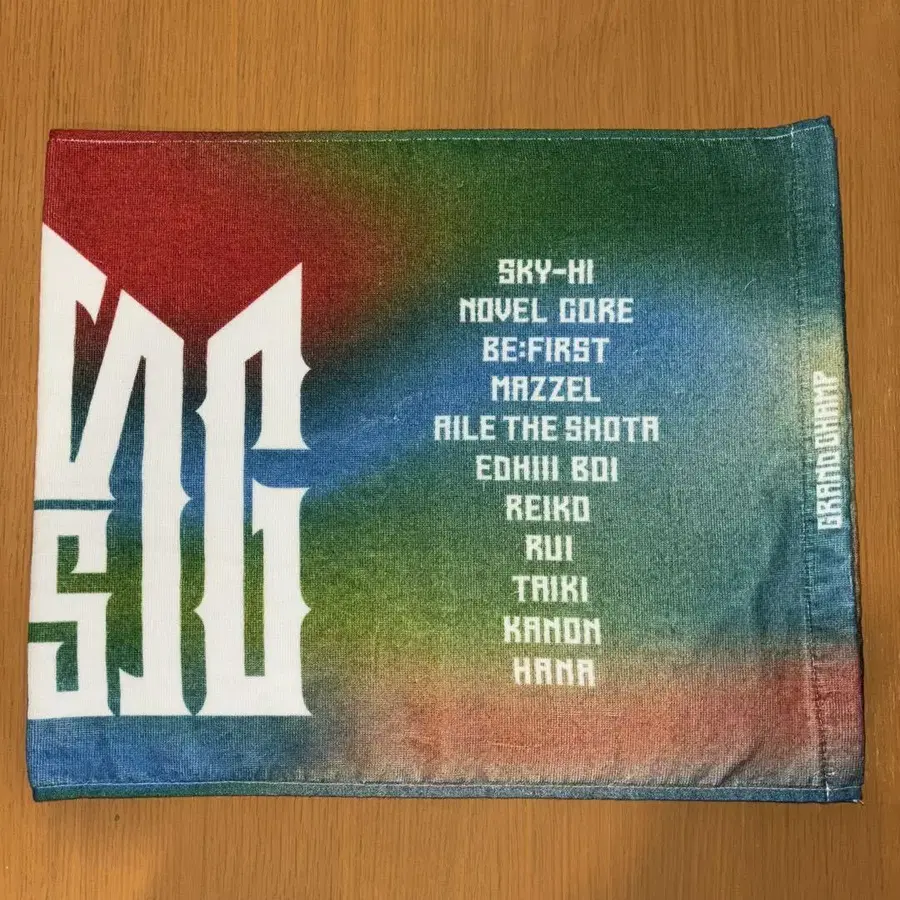 SKY-HI
NOVEL CORE
BE:FIRST
MAZZEL
AILE THE SHOTA
EDHIII BOI
REIKO
RUI
TAIKI
KANON
HANA
GRAND CHAMP